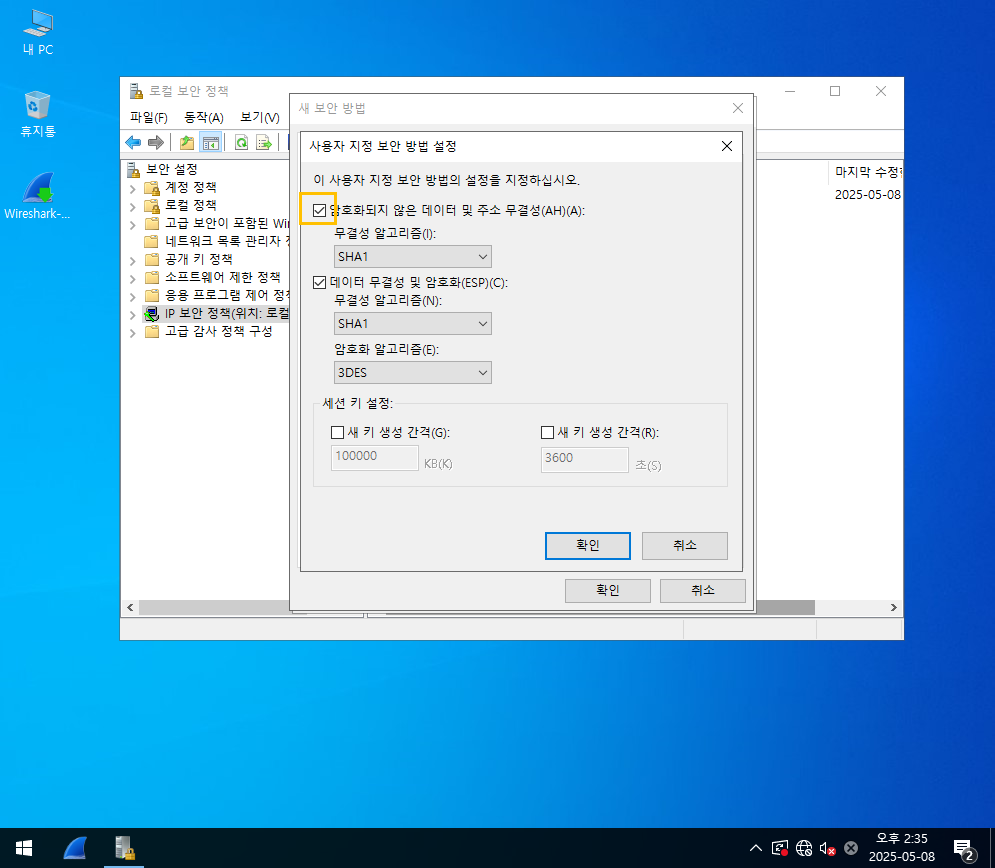 내 PC
휴지통
Wireshark-...
로컬 보안 정책
파일(F) 동작(A) 보기(V)
보안 설정
계정 정책
로컬 정책
고급 보안이 포함된 Win
네트워크 목록 관리자 정
공개 키 정책
소프트웨어 제한 정책
응용 프로그램 제어 정책
IP 보안 정책(위치: 로컬
고급 감사 정책 구성
마지막 수정한
2025-05-08
새 보안 방법
사용자 지정 보안 방법 설정
이 사용자 지정 보안 방법의 설정을 지정하십시오.
암호화되지 않은 데이터 및 주소 무결성(AH)(A):
무결성 알고리즘(I):
SHA1
데이터 무결성 및 암호화(ESP)(C):
무결성 알고리즘(N):
SHA1
암호화 알고리즘(E):
3DES
세션 키 설정:
새 키 생성 간격(G): 새 키 생성 간격(R):
100000 KB(K) 3600 초(S)
확인 취소
확인 취소
오후 2:35
2025-05-08
2